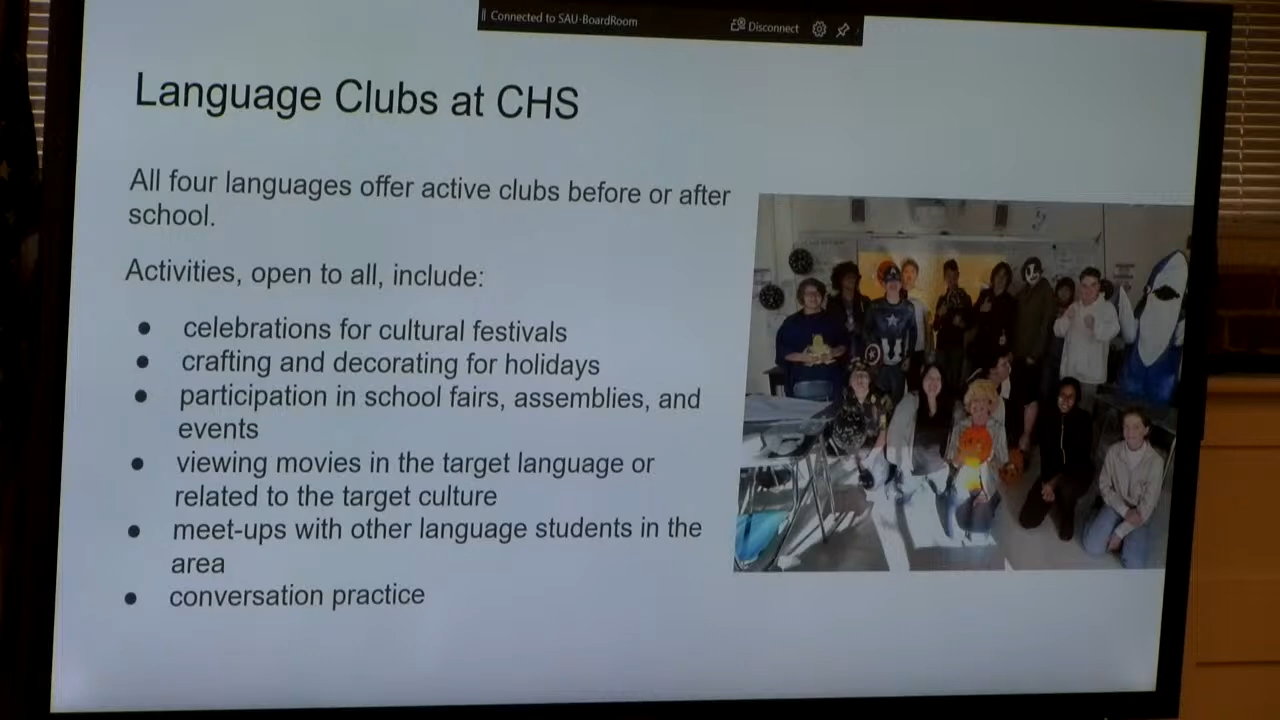 Connected to SAU-BoardRoom
Disconnect
Language Clubs at CHS
All four languages offer active clubs before or after
school.
Activities, open to all, include:
● celebrations for cultural festivals
● crafting and decorating for holidays
● participation in school fairs, assemblies, and
events
● viewing movies in the target language or
related to the target culture
● meet-ups with other language students in the
area
● conversation practice